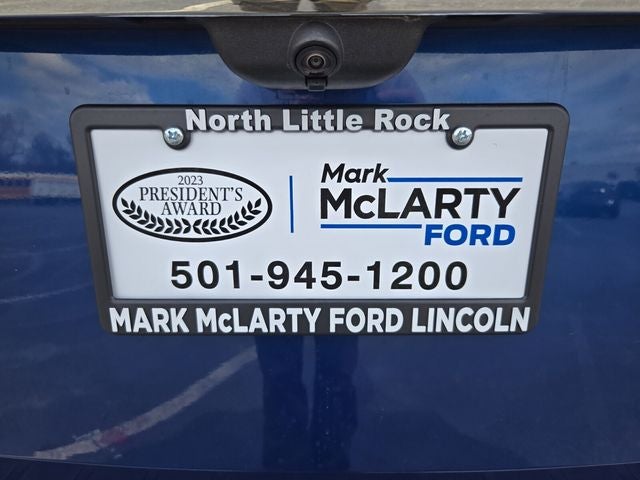 North Little Rock
2023
PRESIDENT'S
AWARD
Mark
McLARTY
FORD
501-945-1200
MARK McLARTY FORD LINCOLN